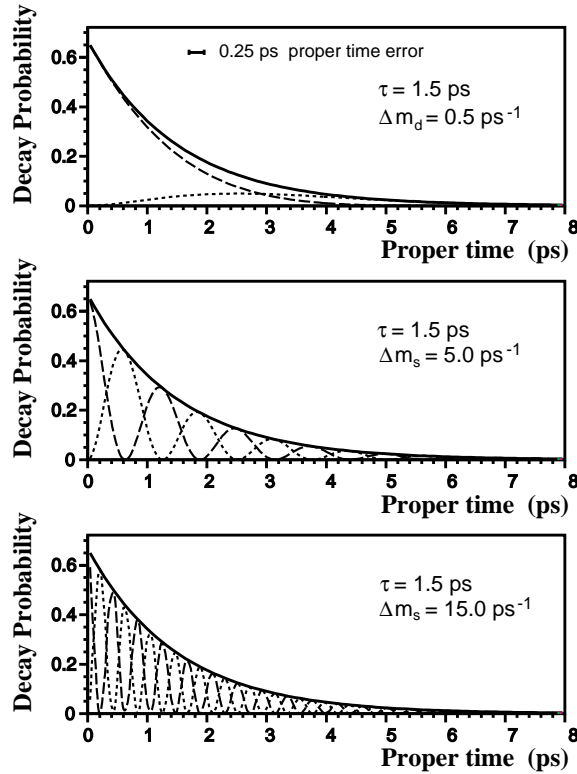 Decay Probability
0.6
0.4
0.2
0
0.25 ps proper time error
τ = 1.5 ps
Δm_d = 0.5 ps⁻¹
0 1 2 3 4 5 6 7 8
Proper time (ps)
Decay Probability
0.6
0.4
0.2
0
τ = 1.5 ps
Δm_s = 5.0 ps⁻¹
0 1 2 3 4 5 6 7 8
Proper time (ps)
Decay Probability
0.6
0.4
0.2
0
τ = 1.5 ps
Δm_s = 15.0 ps⁻¹
0 1 2 3 4 5 6 7 8
Proper time (ps)